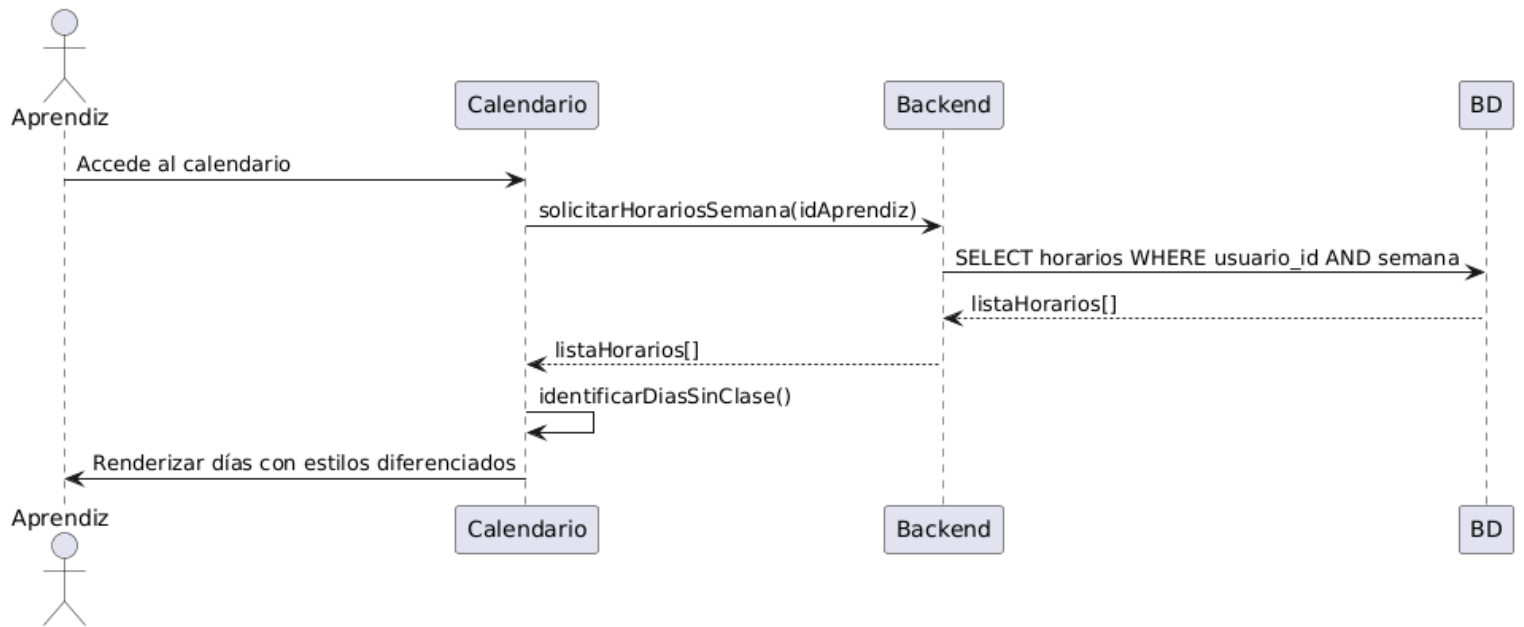 Aprendiz
Calendario
Backend
BD
Accede al calendario
solicitarHorariosSemana(idAprendiz)
SELECT horarios WHERE usuario_id AND semana
listaHorarios[]
listaHorarios[]
identificarDiasSinClase()
Renderizar días con estilos diferenciados
Aprendiz
Calendario
Backend
BD